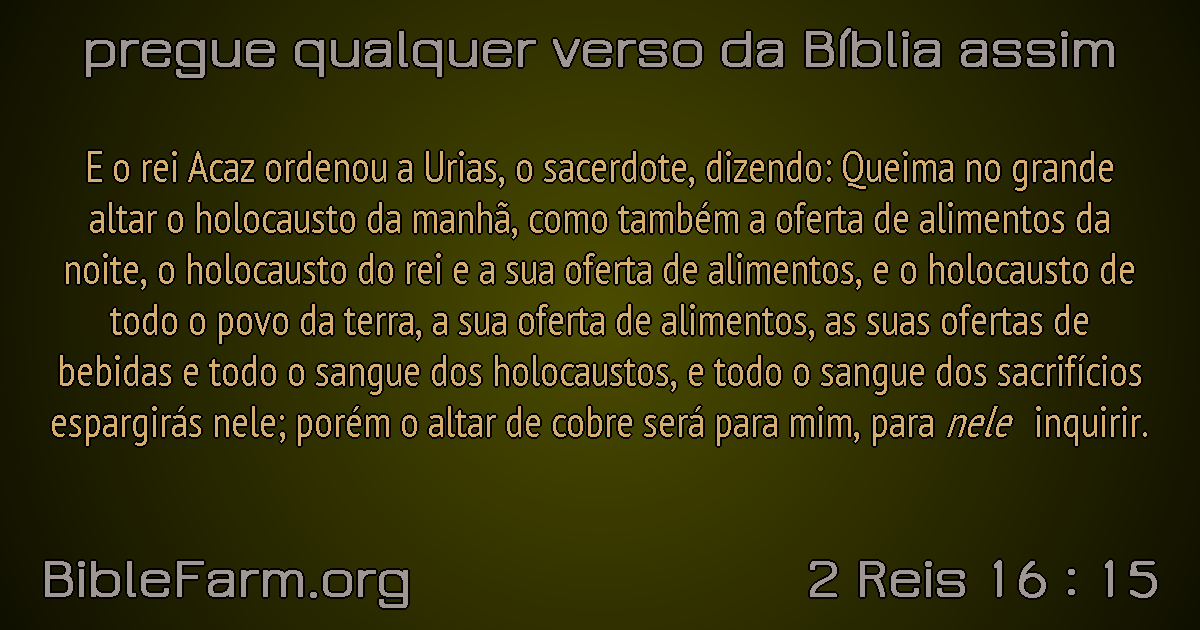 pregue qualquer verso da Bíblia assim
E o rei Acaz ordenou a Urias, o sacerdote, dizendo: Queima no grande
altar o holocausto da manhã, como também a oferta de alimentos da
noite, o holocausto do rei e a sua oferta de alimentos, e o holocausto de
todo o povo da terra, a sua oferta de alimentos, as suas ofertas de
bebidas e todo o sangue dos holocaustos, e todo o sangue dos sacrifícios
espargirás nele; porém o altar de cobre será para mim, para nele inquirir.
BibleFarm.org
2 Reis 16 : 15